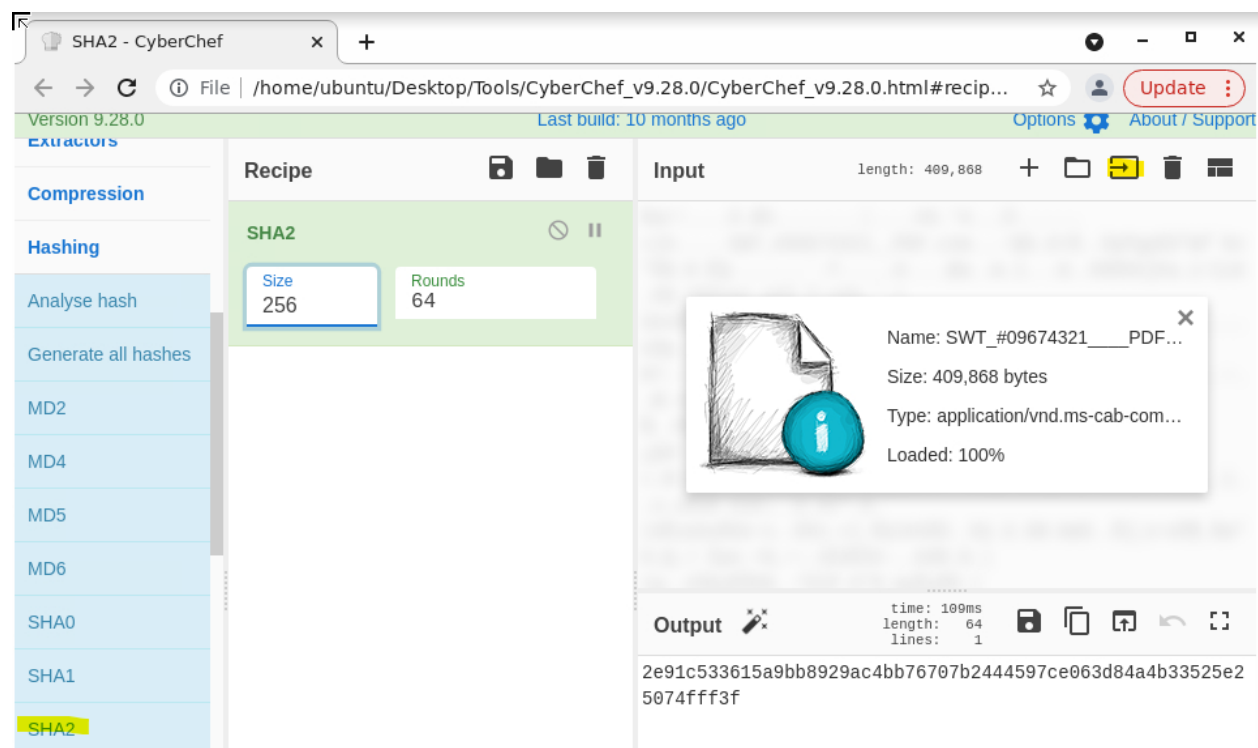 SHA2 - CyberChef
File | /home/ubuntu/Desktop/Tools/CyberChef_v9.28.0/CyberChef_v9.28.0.html#recip...
Update
Version 9.28.0
Last build: 10 months ago
Options
About / Support
Extractors
Compression
Hashing
Analyse hash
Generate all hashes
MD2
MD4
MD5
MD6
SHA0
SHA1
SHA2
Recipe
SHA2
Size
256
Rounds
64
Input
length: 409,868
Name: SWT_#09674321____PDF...
Size: 409,868 bytes
Type: application/vnd.ms-cab-com...
Loaded: 100%
Output
time: 109ms
length: 64
lines: 1
2e91c533615a9bb8929ac4bb76707b2444597ce063d84a4b33525e2
5074fff3f